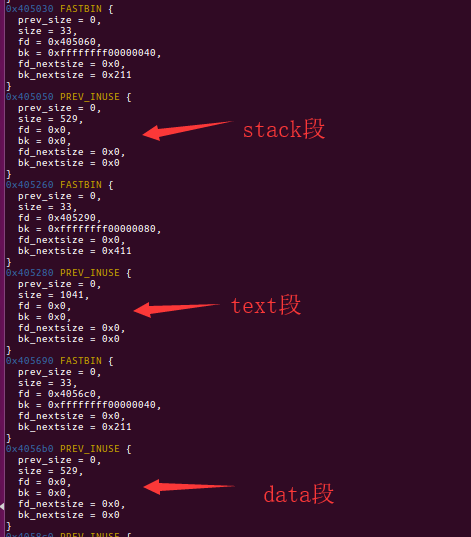 0x405030 FASTBIN {
prev_size = 0,
size = 33,
fd = 0x405060,
bk = 0xffffffff00000040,
fd_nextsize = 0x0,
bk_nextsize = 0x211
}
0x405050 PREV_INUSE {
prev_size = 0,
size = 529,
fd = 0x0,
bk = 0x0,
fd_nextsize = 0x0,
bk_nextsize = 0x0
}
stack段
0x405260 FASTBIN {
prev_size = 0,
size = 33,
fd = 0x405290,
bk = 0xffffffff00000080,
fd_nextsize = 0x0,
bk_nextsize = 0x411
}
0x405280 PREV_INUSE {
prev_size = 0,
size = 1041,
fd = 0x0,
bk = 0x0,
fd_nextsize = 0x0,
bk_nextsize = 0x0
}
text段
0x405690 FASTBIN {
prev_size = 0,
size = 33,
fd = 0x4056c0,
bk = 0xffffffff00000040,
fd_nextsize = 0x0,
bk_nextsize = 0x211
}
0x4056b0 PREV_INUSE {
prev_size = 0,
size = 529,
fd = 0x0,
bk = 0x0,
fd_nextsize = 0x0,
bk_nextsize = 0x0
}
data段